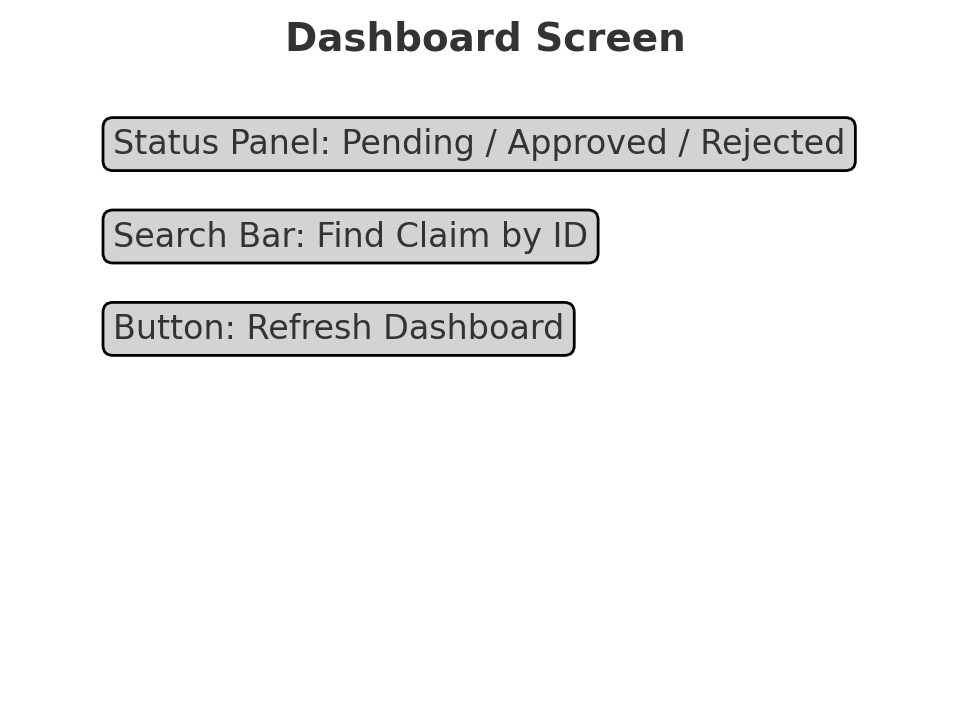 Dashboard Screen
Status Panel: Pending / Approved / Rejected
Search Bar: Find Claim by ID
Button: Refresh Dashboard